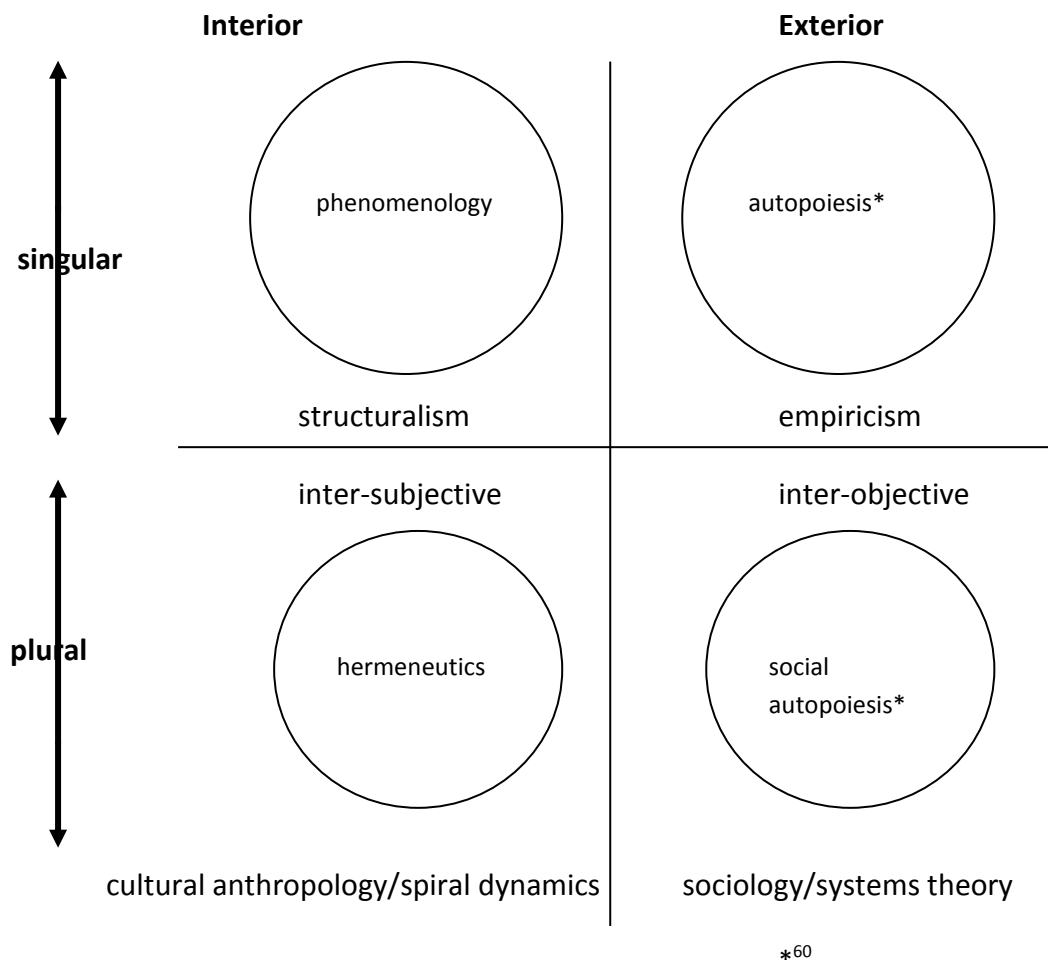 Interior
Exterior
phenomenology
autopoiesis*
singular
structuralism
empiricism
inter-subjective
inter-objective
plural
hermeneutics
social
autopoiesis*
cultural anthropology/spiral dynamics
sociology/systems theory
*60